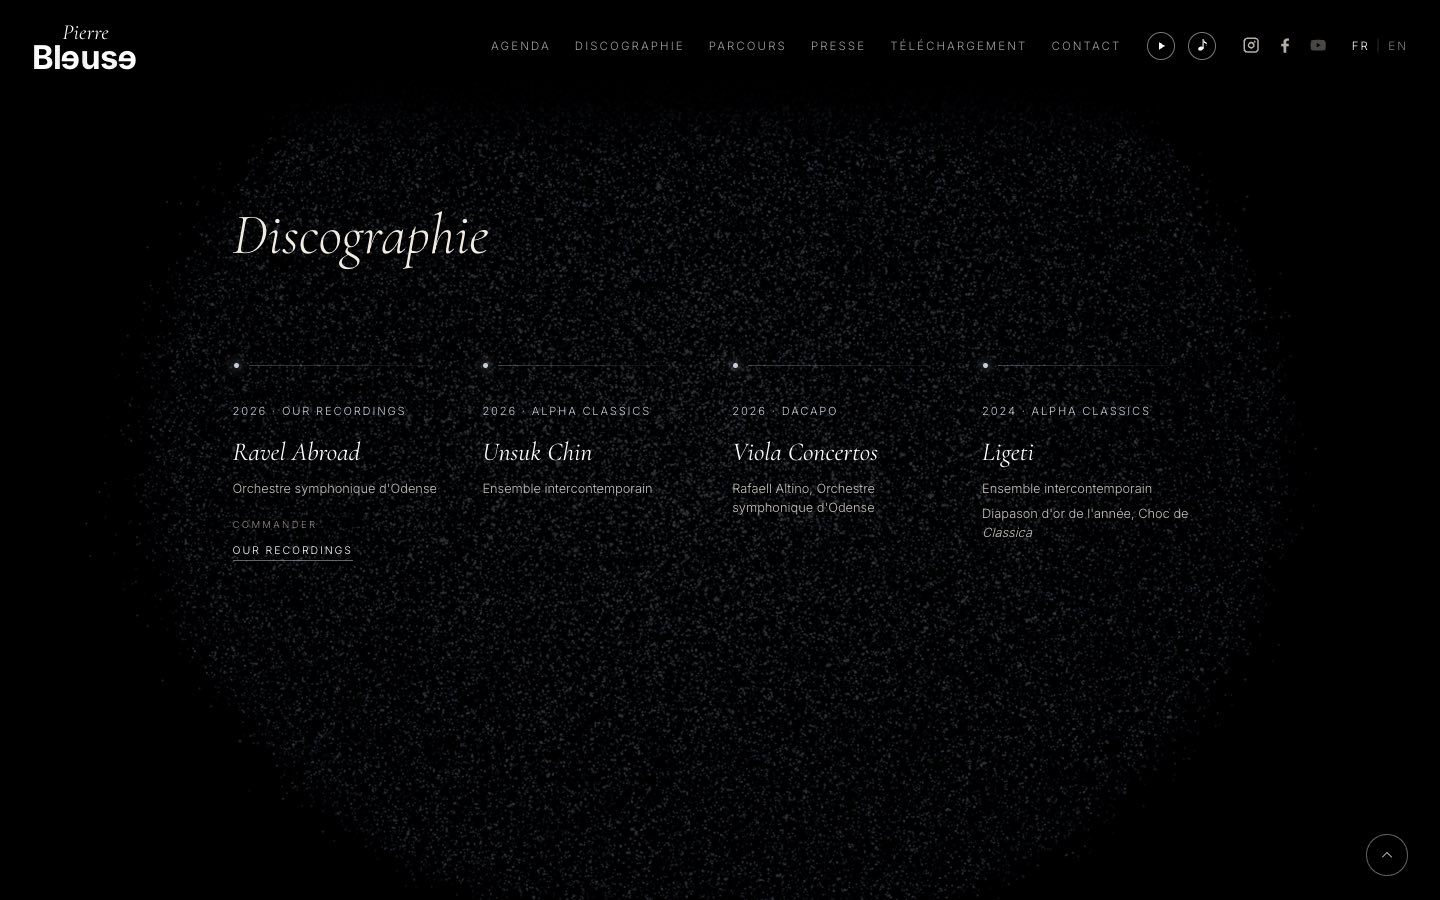 Pierre
Bleuse
AGENDA DISCOGRAPHIE PARCOURS PRESSE TÉLÉCHARGEMENT CONTACT FR EN
Discographie
2026 · OUR RECORDINGS
Ravel Abroad
Orchestre symphonique d'Odense
COMMANDER
OUR RECORDINGS
2026 · ALPHA CLASSICS
Unsuk Chin
Ensemble intercontemporain
2026 · DACAPO
Viola Concertos
Rafaell Altino, Orchestre
symphonique d'Odense
2024 · ALPHA CLASSICS
Ligeti
Ensemble intercontemporain
Diapason d'or de l'année, Choc de
Classica